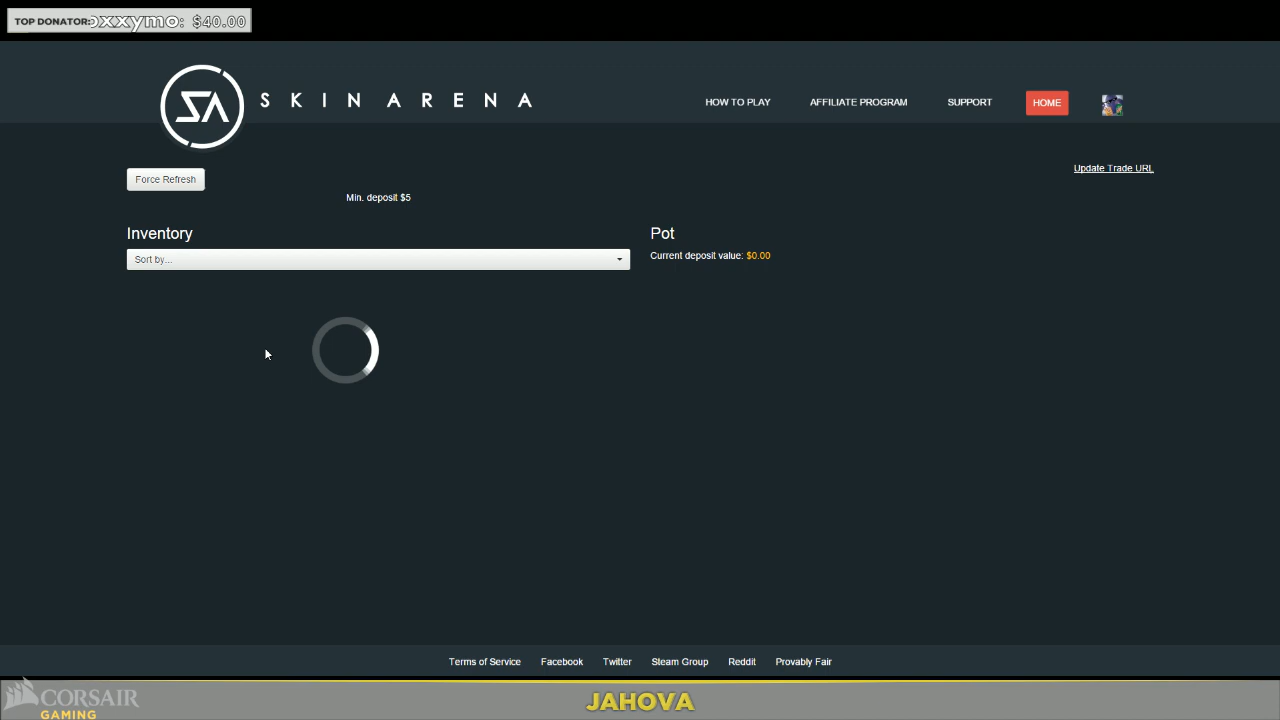 TOP DONATOR: oxxymo: $40.00
SA SKIN ARENA
HOW TO PLAY AFFILIATE PROGRAM SUPPORT HOME
Update Trade URL
Force Refresh
Min. deposit $5
Inventory
Sort by...
Pot
Current deposit value: $0.00
Terms of Service Facebook Twitter Steam Group Reddit Provably Fair
CORSAIR
GAMING
JAHOVA